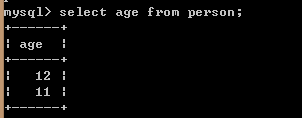 mysql> select age from person;
+------+
| age  |
+------+
|   12 |
|   11 |
+------+